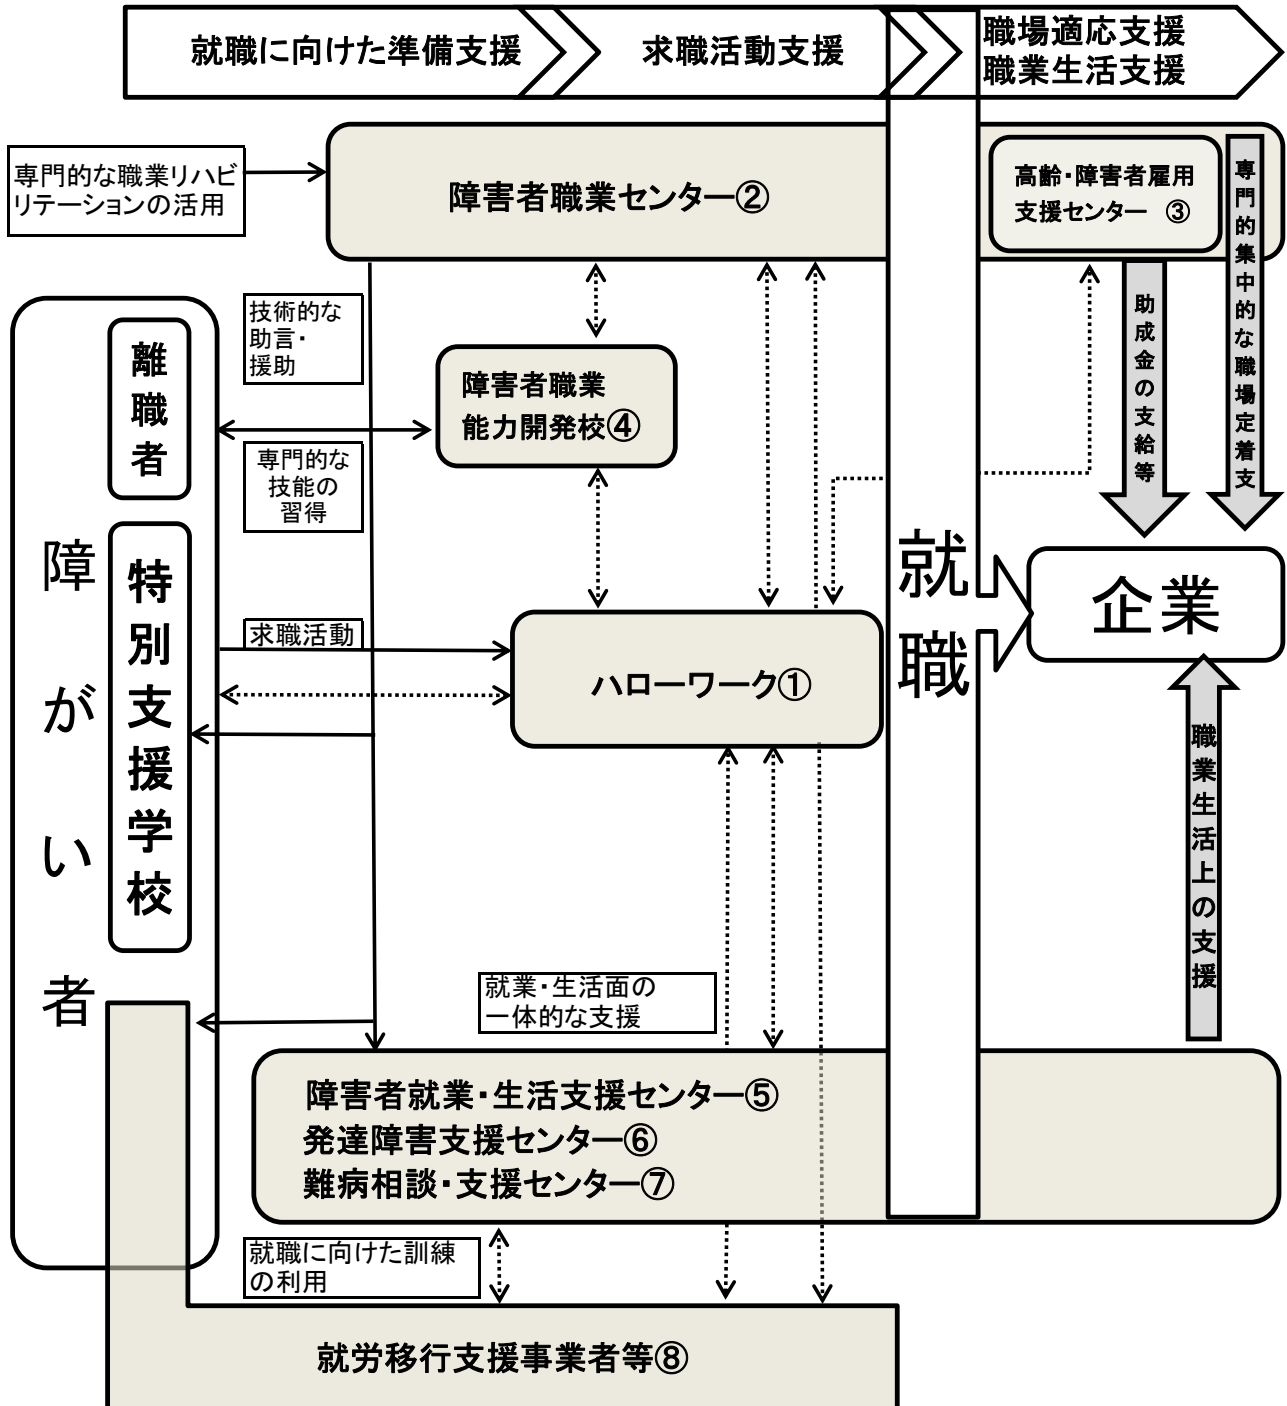 就職に向けた準備支援
求職活動支援
職場適応支援
職業生活支援
専門的な職業リハビ
リテーションの活用
障害者職業センター②
高齢・障害者雇用
支援センター ③
専門的集中的な職場定着支
助成金の支給等
技術的な
助言・
援助
離職者
障害者職業
能力開発校④
専門的な
技能の
習得
障がい者
特別支援学校
就職
企業
求職活動
ハローワーク①
職業生活上の支援
就業・生活面の
一体的な支援
障害者就業・生活支援センター⑤
発達障害支援センター⑥
難病相談・支援センター⑦
就職に向けた訓練
の利用
就労移行支援事業者等⑧